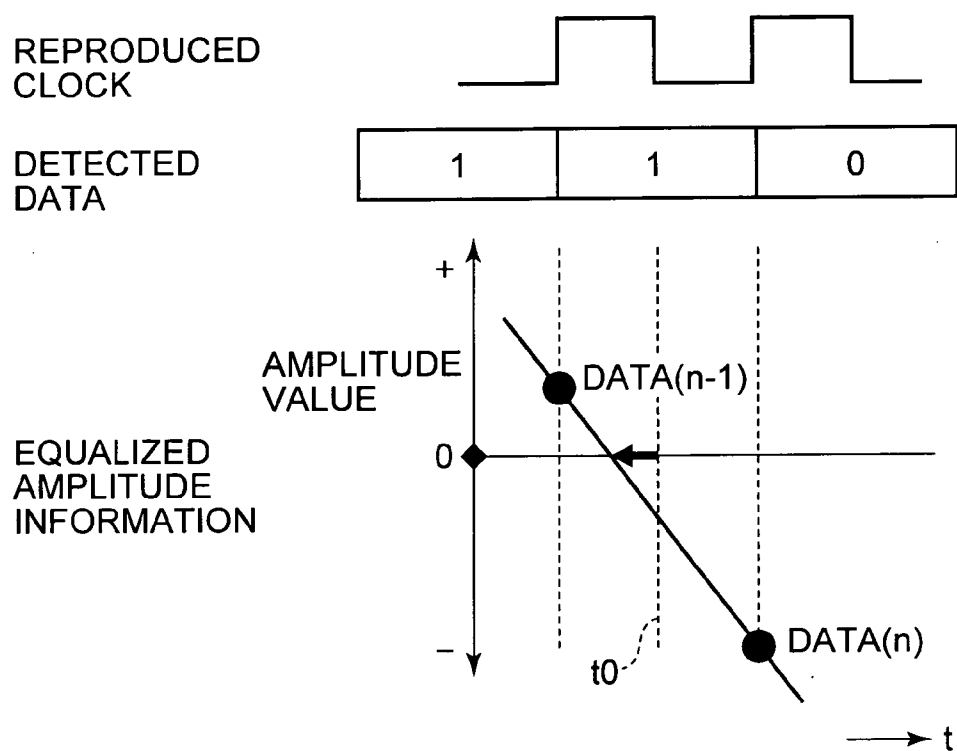 REPRODUCED
CLOCK
DETECTED
DATA
1 1 0
+
AMPLITUDE
VALUE
DATA(n-1)
0
EQUALIZED
AMPLITUDE
INFORMATION
−
t0
DATA(n)
t